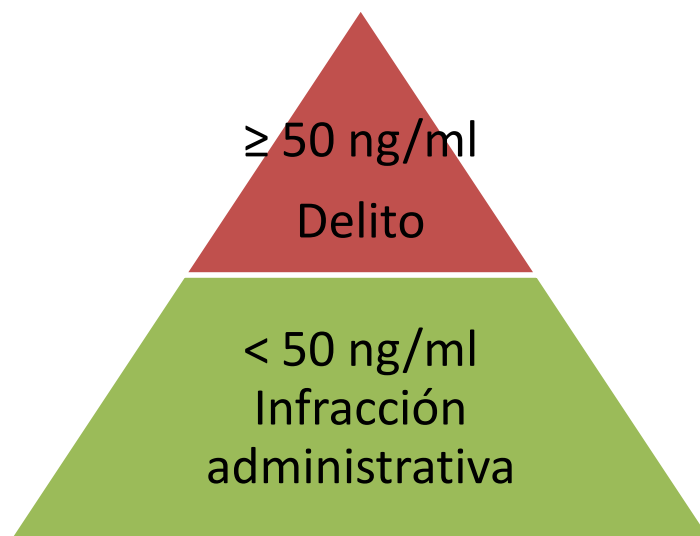 ≥ 50 ng/ml
Delito
< 50 ng/ml
Infracción
administrativa